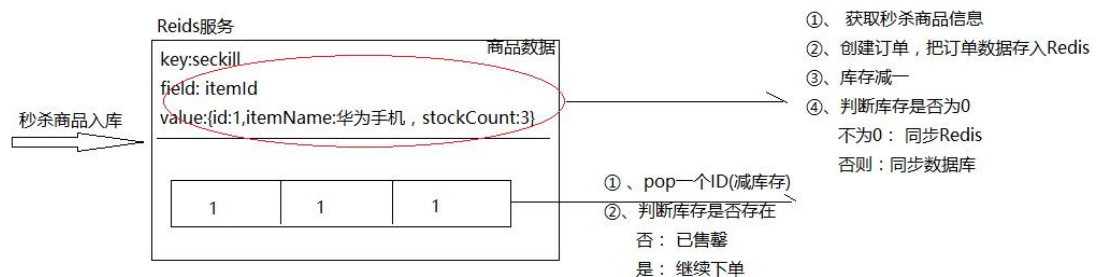 Reids服务
商品数据
key:seckill
field: itemId
value:{id:1,itemName:华为手机，stockCount:3}
秒杀商品入库
1 1 1
①、 获取秒杀商品信息
②、创建订单，把订单数据存入Redis
③、库存减一
④、判断库存是否为0
不为0： 同步Redis
否则：同步数据库
①、pop一个ID(减库存)
②、判断库存是否存在
否： 已售罄
是： 继续下单